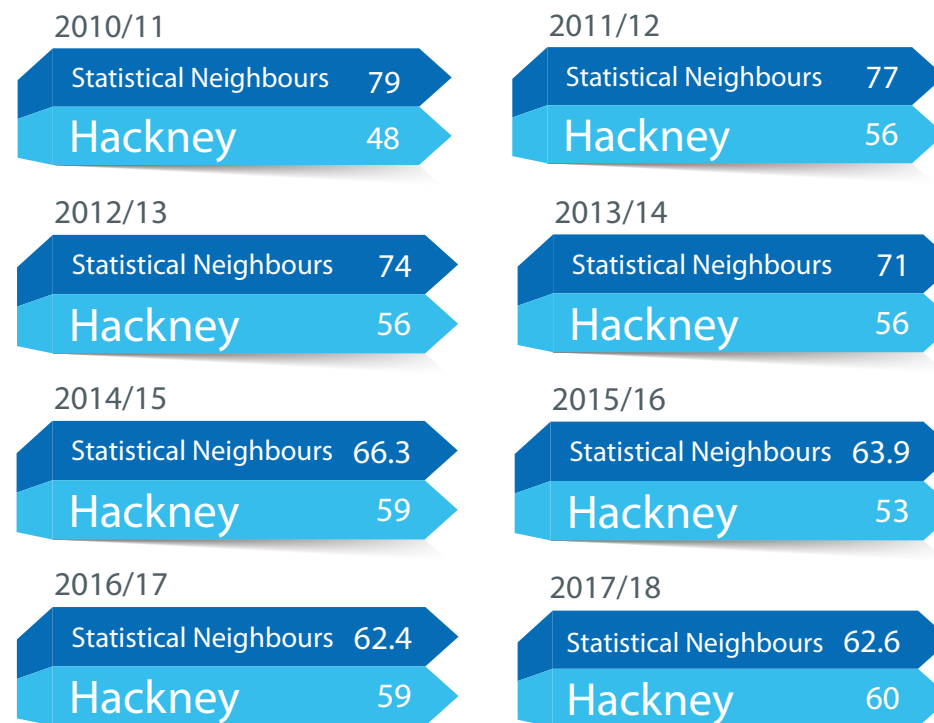 2010/11
Statistical Neighbours 79
Hackney 48
2011/12
Statistical Neighbours 77
Hackney 56
2012/13
Statistical Neighbours 74
Hackney 56
2013/14
Statistical Neighbours 71
Hackney 56
2014/15
Statistical Neighbours 66.3
Hackney 59
2015/16
Statistical Neighbours 63.9
Hackney 53
2016/17
Statistical Neighbours 62.4
Hackney 59
2017/18
Statistical Neighbours 62.6
Hackney 60